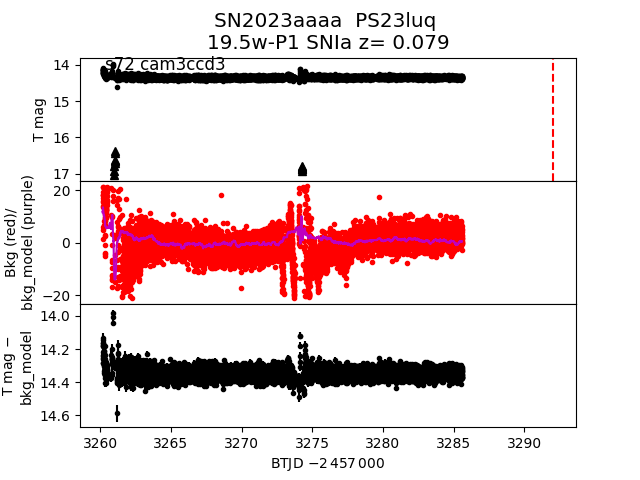 SN2023aaaa  PS23luq
19.5w-P1 SNIa z= 0.079
s72 cam3ccd3
14
15
16
17
T mag
20
0
−20
Bkg (red)/
bkg_model (purple)
14.0
14.2
14.4
14.6
T mag −
bkg_model
3260 3265 3270 3275 3280 3285 3290
BTJD −2 457 000